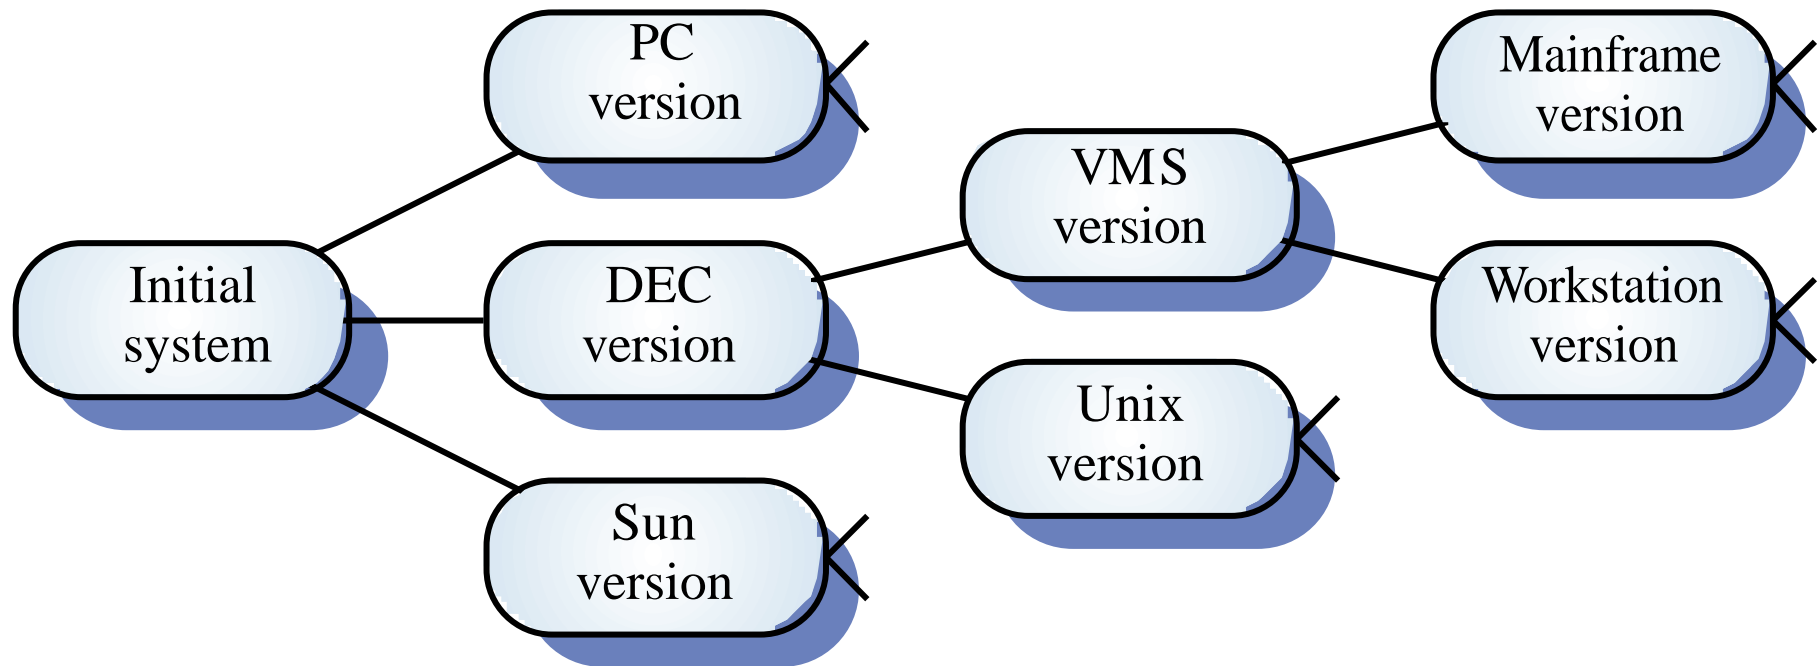 Initial
system
PC
version
DEC
version
Sun
version
VMS
version
Unix
version
Mainframe
version
Workstation
version